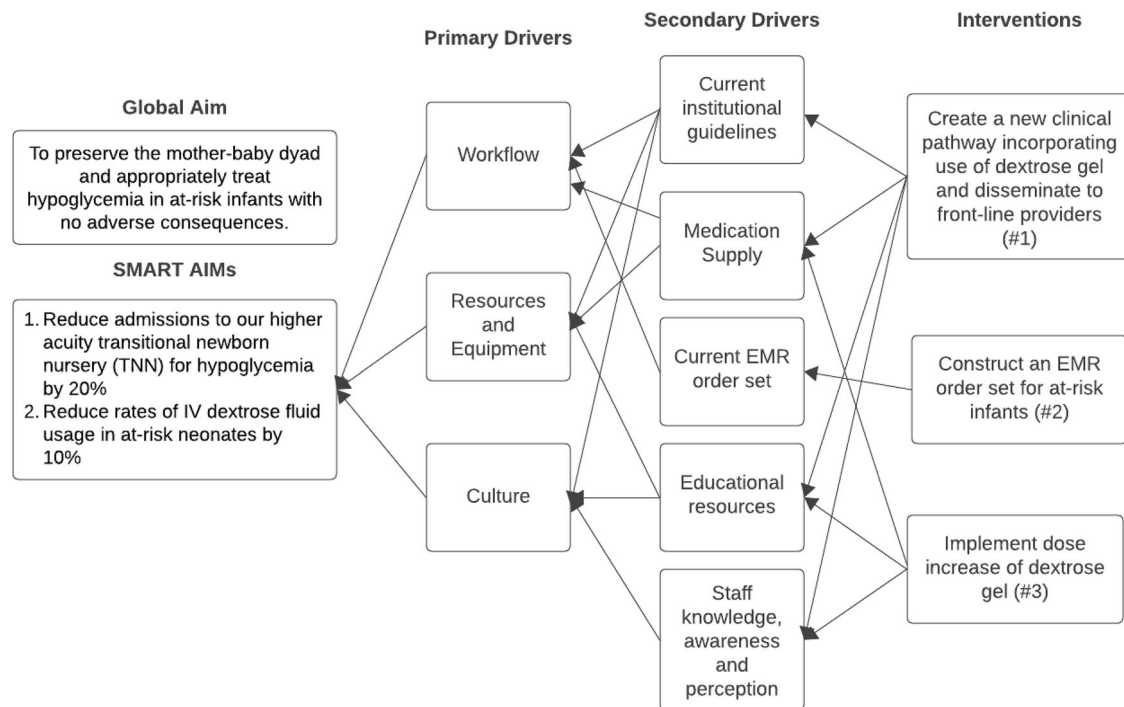 Global Aim
To preserve the mother-baby dyad
and appropriately treat
hypoglycemia in at-risk infants with
no adverse consequences.
SMART AIMs
1. Reduce admissions to our higher
acuity transitional newborn
nursery (TNN) for hypoglycemia
by 20%
2. Reduce rates of IV dextrose fluid
usage in at-risk neonates by
10%
Primary Drivers
Workflow
Resources
and
Equipment
Culture
Secondary Drivers
Current
institutional
guidelines
Medication
Supply
Current EMR
order set
Educational
resources
Staff
knowledge,
awareness
and
perception
Interventions
Create a new clinical
pathway incorporating
use of dextrose gel
and disseminate to
front-line providers
(#1)
Construct an EMR
order set for at-risk
infants (#2)
Implement dose
increase of dextrose
gel (#3)